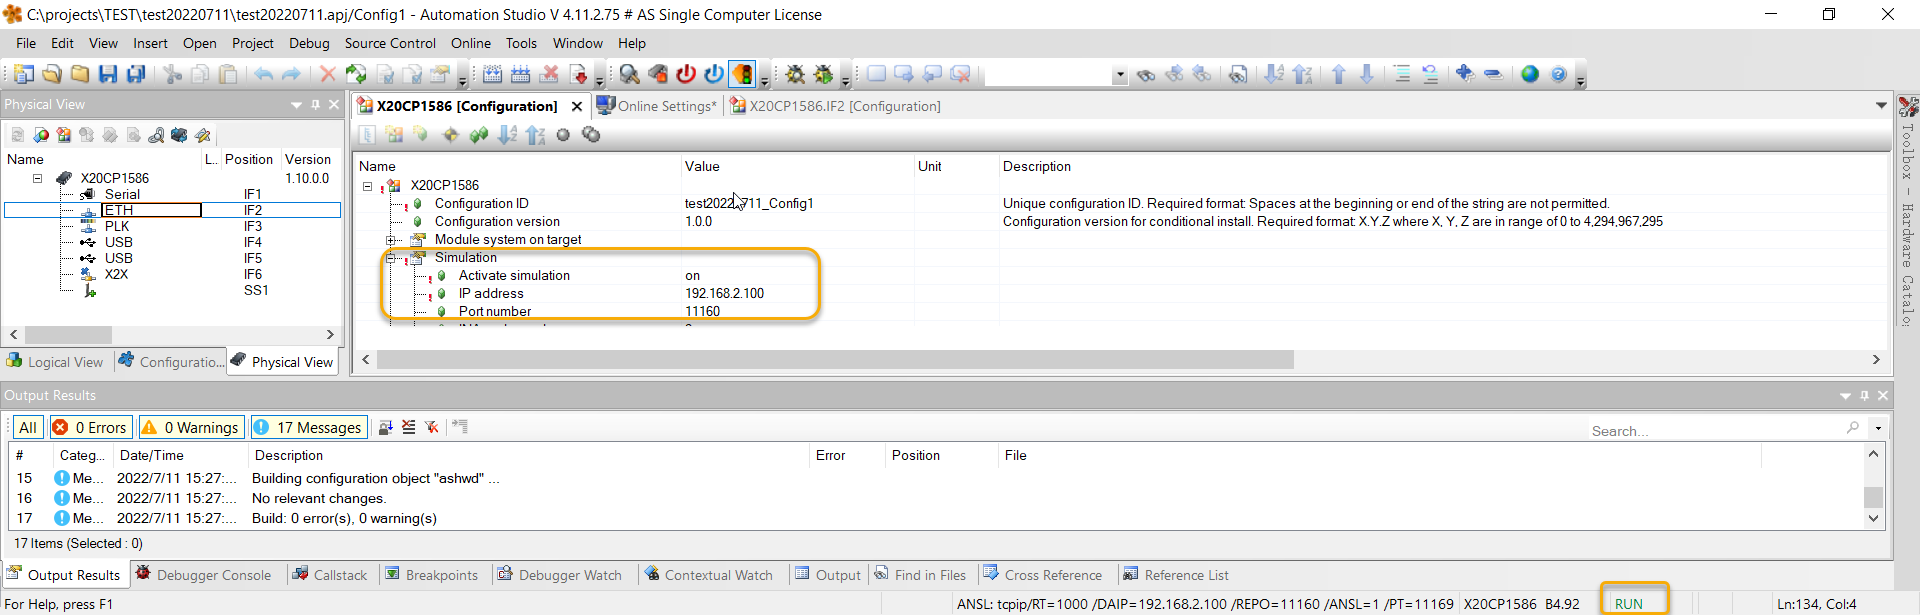 C:\projects\TEST\test20220711\test20220711.apj/Config1 - Automation Studio V 4.11.2.75 # AS Single Computer License
File Edit View Insert Open Project Debug Source Control Online Tools Window Help
Physical View
X20CP1586 [Configuration] Online Settings* X20CP1586.IF2 [Configuration]
Name L.. Position Version
X20CP1586 1.10.0.0
Serial IF1
ETH IF2
PLK IF3
USB IF4
USB IF5
X2X IF6
SS1
Logical View Configuratio... Physical View
Name Value Unit Description
X20CP1586
Configuration ID test20220711_Config1 Unique configuration ID. Required format: Spaces at the beginning or end of the string are not permitted.
Configuration version 1.0.0 Configuration version for conditional install. Required format: X.Y.Z where X, Y, Z are in range of 0 to 4,294,967,295
Module system on target
Simulation
Activate simulation on
IP address 192.168.2.100
Port number 11160
Toolbox - Hardware Catalo
Output Results
All 0 Errors 0 Warnings 17 Messages Search...
# Categ... Date/Time Description Error Position File
15 Me... 2022/7/11 15:27:... Building configuration object "ashwd" ...
16 Me... 2022/7/11 15:27:... No relevant changes.
17 Me... 2022/7/11 15:27:... Build: 0 error(s), 0 warning(s)
17 Items (Selected : 0)
Output Results Debugger Console Callstack Breakpoints Debugger Watch Contextual Watch Output Find in Files Cross Reference Reference List
For Help, press F1 ANSL: tcpip/RT=1000 /DAIP=192.168.2.100 /REPO=11160 /ANSL=1 /PT=11169 X20CP1586 B4.92 RUN Ln:134, Col:4